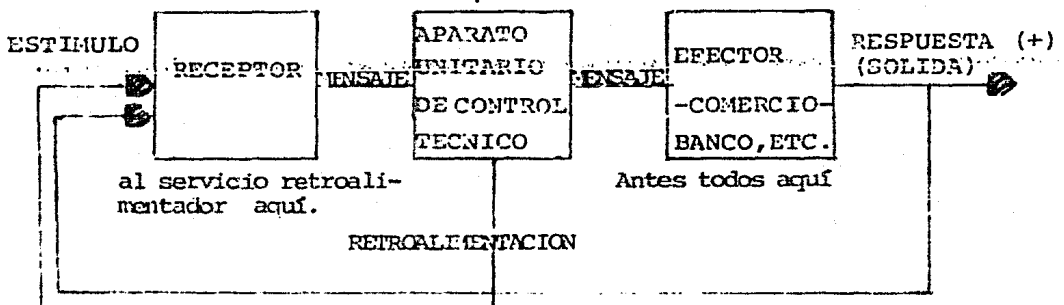 ESTIMULO
RECEPTOR
MENSAJE
APARATO
UNITARIO
DE CONTROL
TECNICO
MENSAJE
EFECTOR
-COMERCIO-
BANCO,ETC.
RESPUESTA (+)
(SOLIDA)
al servicio retroali-
mentador aquí.
Antes todos aquí
RETROALIMENTACION